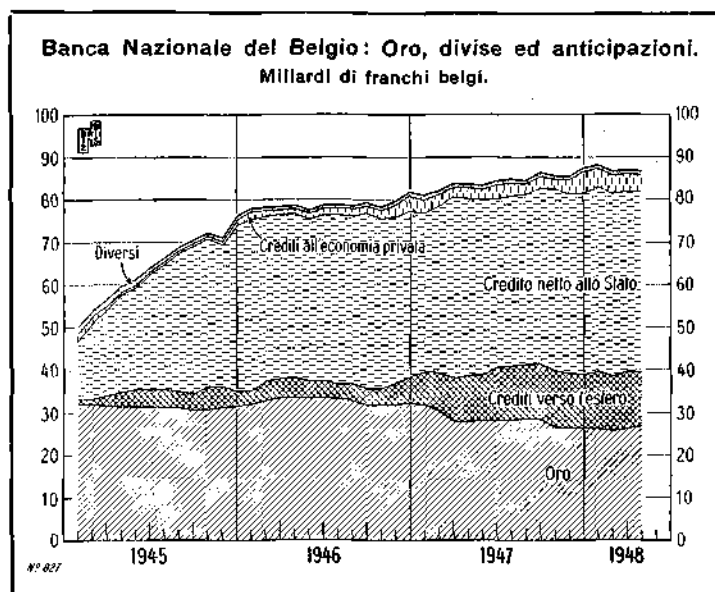 Banca Nazionale del Belgio: Oro, divise ed anticipazioni.
Miliardi di franchi belgi.
100 100
90 90
80 80
70 70
60 60
50 50
40 40
30 30
20 20
10 10
0 0
Diversi
Crediti all'economia privata
Credito netto allo Stato
Crediti verso l'estero
Oro
1945 1946 1947 1948
Nº 827